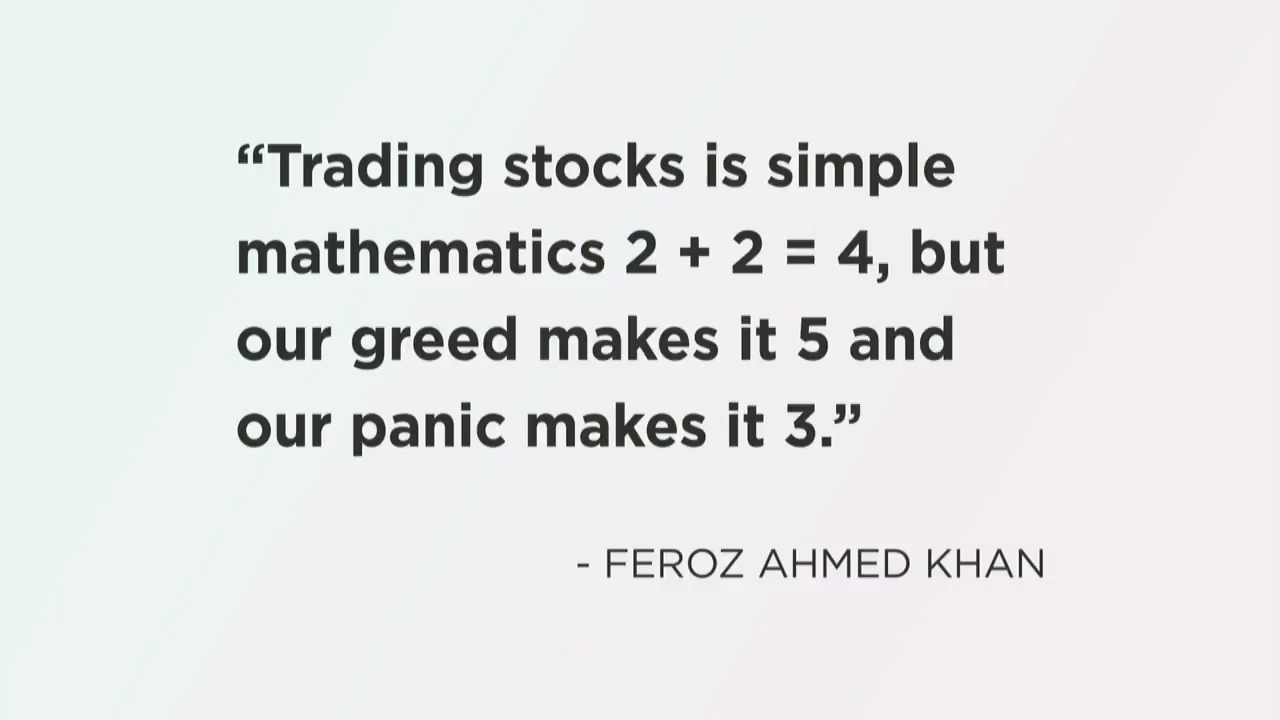 “Trading stocks is simple
mathematics 2 + 2 = 4, but
our greed makes it 5 and
our panic makes it 3.”
- FEROZ AHMED KHAN